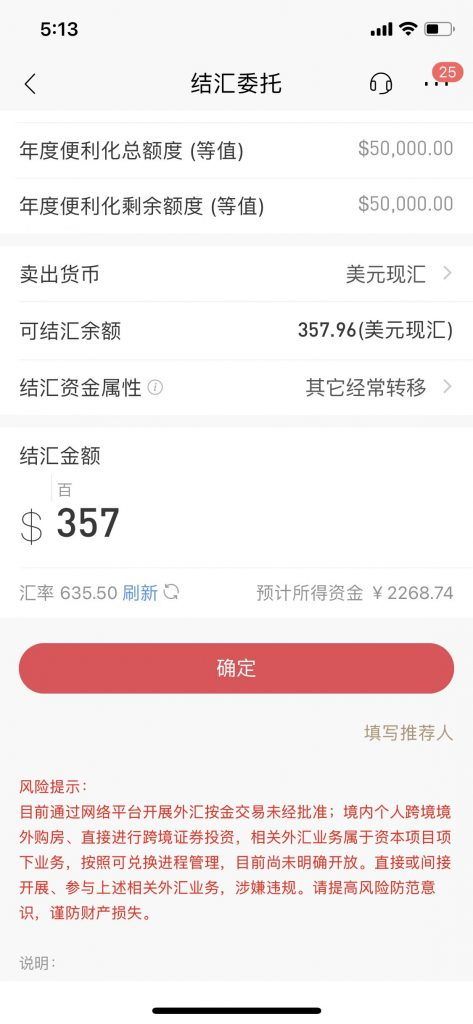 5:13
结汇委托
25
年度便利化总额度 (等值) $50,000.00
年度便利化剩余额度 (等值) $50,000.00
卖出货币 美元现汇
可结汇余额 357.96(美元现汇)
结汇资金属性 其它经常转移
结汇金额
百
$ 357
汇率 635.50 刷新 预计所得资金 ¥2268.74
确定
填写推荐人
风险提示：
目前通过网络平台开展外汇按金交易未经批准；境内个人跨境境
外购房、直接进行跨境证券投资，相关外汇业务属于资本项目项
下业务，按照可兑换进程管理，目前尚未明确开放。直接或间接
开展、参与上述相关外汇业务，涉嫌违规。请提高风险防范意
识，谨防财产损失。
说明：